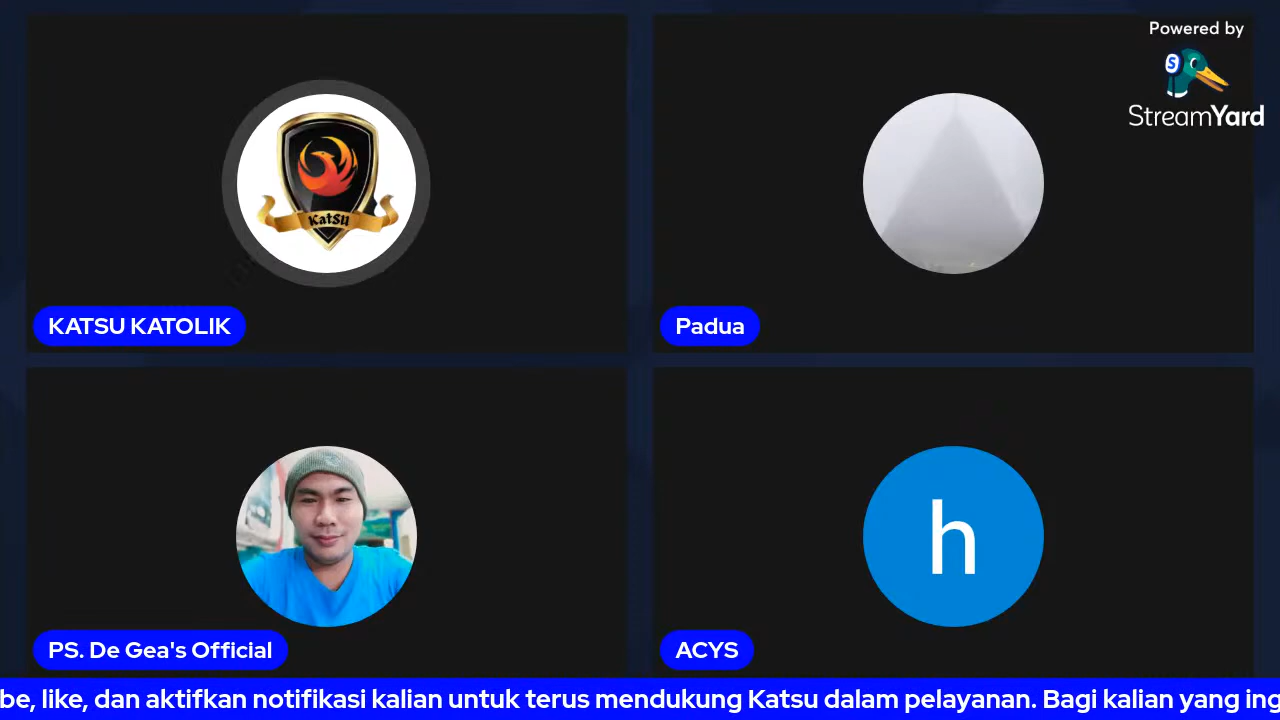 Powered by
S
StreamYard
KatSU
KATSU KATOLIK
Padua
h
PS. De Gea's Official
ACYS
be, like, dan aktifkan notifikasi kalian untuk terus mendukung Katsu dalam pelayanan. Bagi kalian yang ing